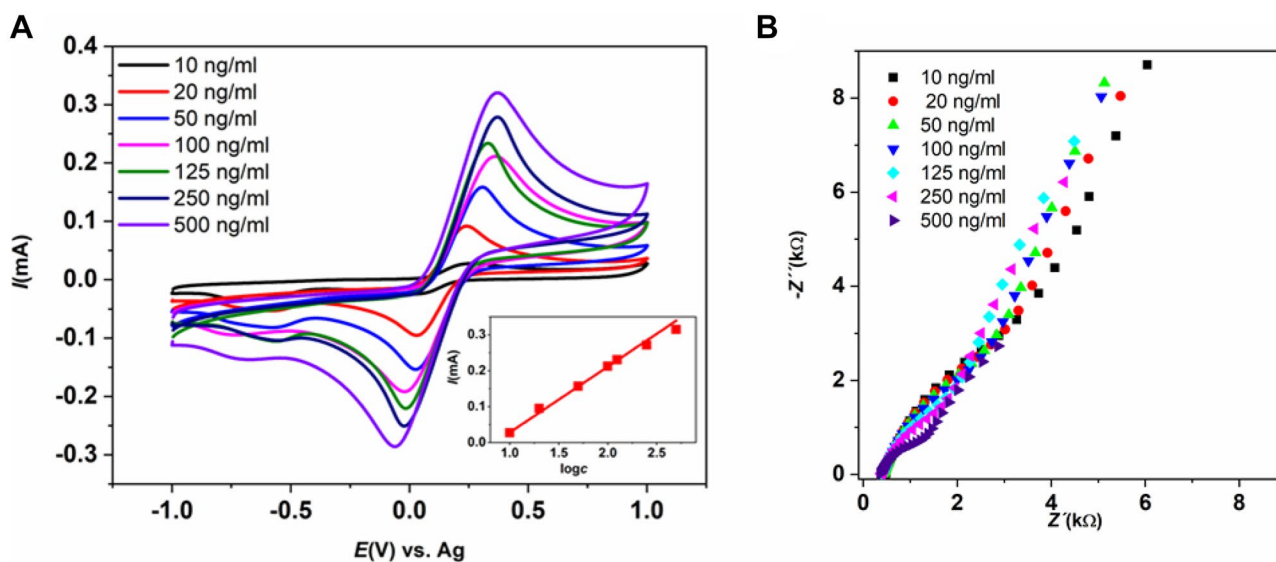 A
0.4
0.3
0.2
0.1
0.0
-0.1
-0.2
-0.3
I(mA)
10 ng/ml
20 ng/ml
50 ng/ml
100 ng/ml
125 ng/ml
250 ng/ml
500 ng/ml
-1.0 -0.5 0.0 0.5 1.0
E(V) vs. Ag
0.3
0.2
0.1
0.0
I(mA)
1.0 1.5 2.0 2.5
logc
B
8
6
4
2
0
-Z´´(kΩ)
10 ng/ml
20 ng/ml
50 ng/ml
100 ng/ml
125 ng/ml
250 ng/ml
500 ng/ml
0 2 4 6 8
Z´(kΩ)